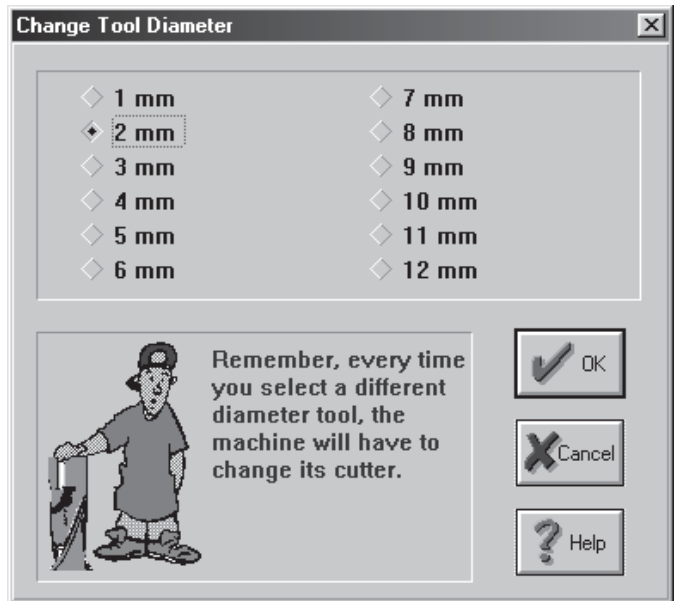 Change Tool Diameter
1 mm
2 mm
3 mm
4 mm
5 mm
6 mm
7 mm
8 mm
9 mm
10 mm
11 mm
12 mm
Remember, every time
you select a different
diameter tool, the
machine will have to
change its cutter.
OK
Cancel
Help